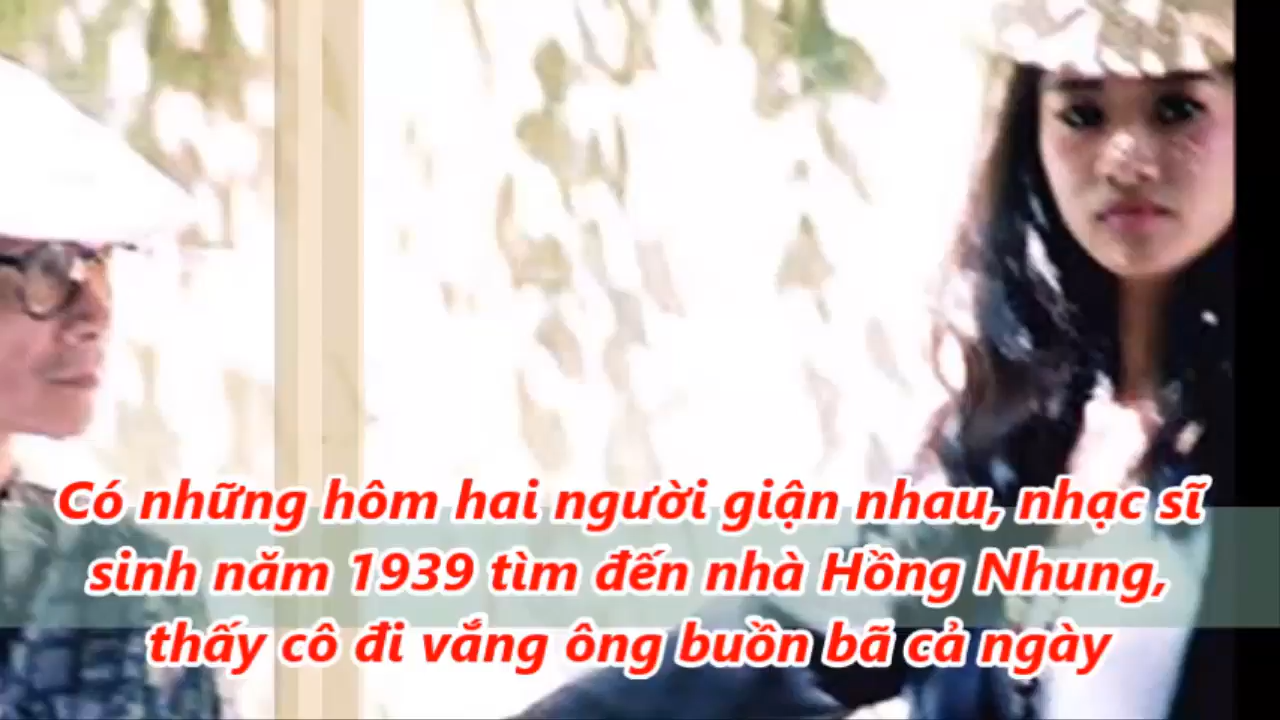 Có những hôm hai người giận nhau, nhạc sĩ
sinh năm 1939 tìm đến nhà Hồng Nhung,
thấy cô đi vắng ông buồn bã cả ngày